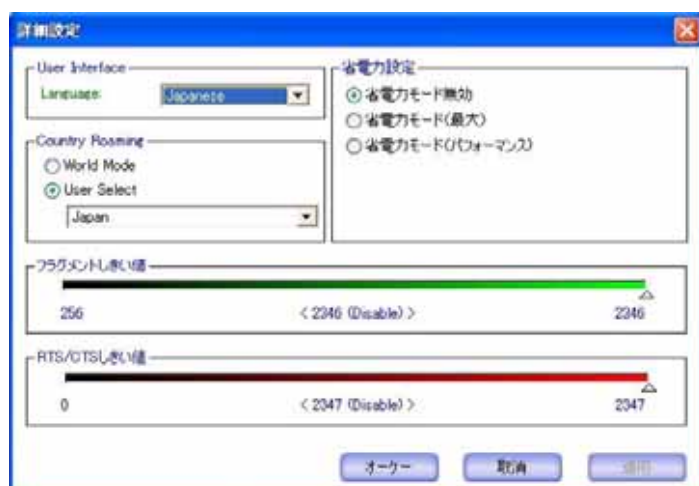 詳細設定
User Interface
Language:
Japanese
Country Roaming
World Mode
User Select
Japan
省電力設定
省電力モード無効
省電力モード(最大)
省電力モード(パフォーマンス)
フラグメントしきい値
256 < 2346 (Disable) > 2346
RTS/CTSしきい値
0 < 2347 (Disable) > 2347
オーケー 取消 適用